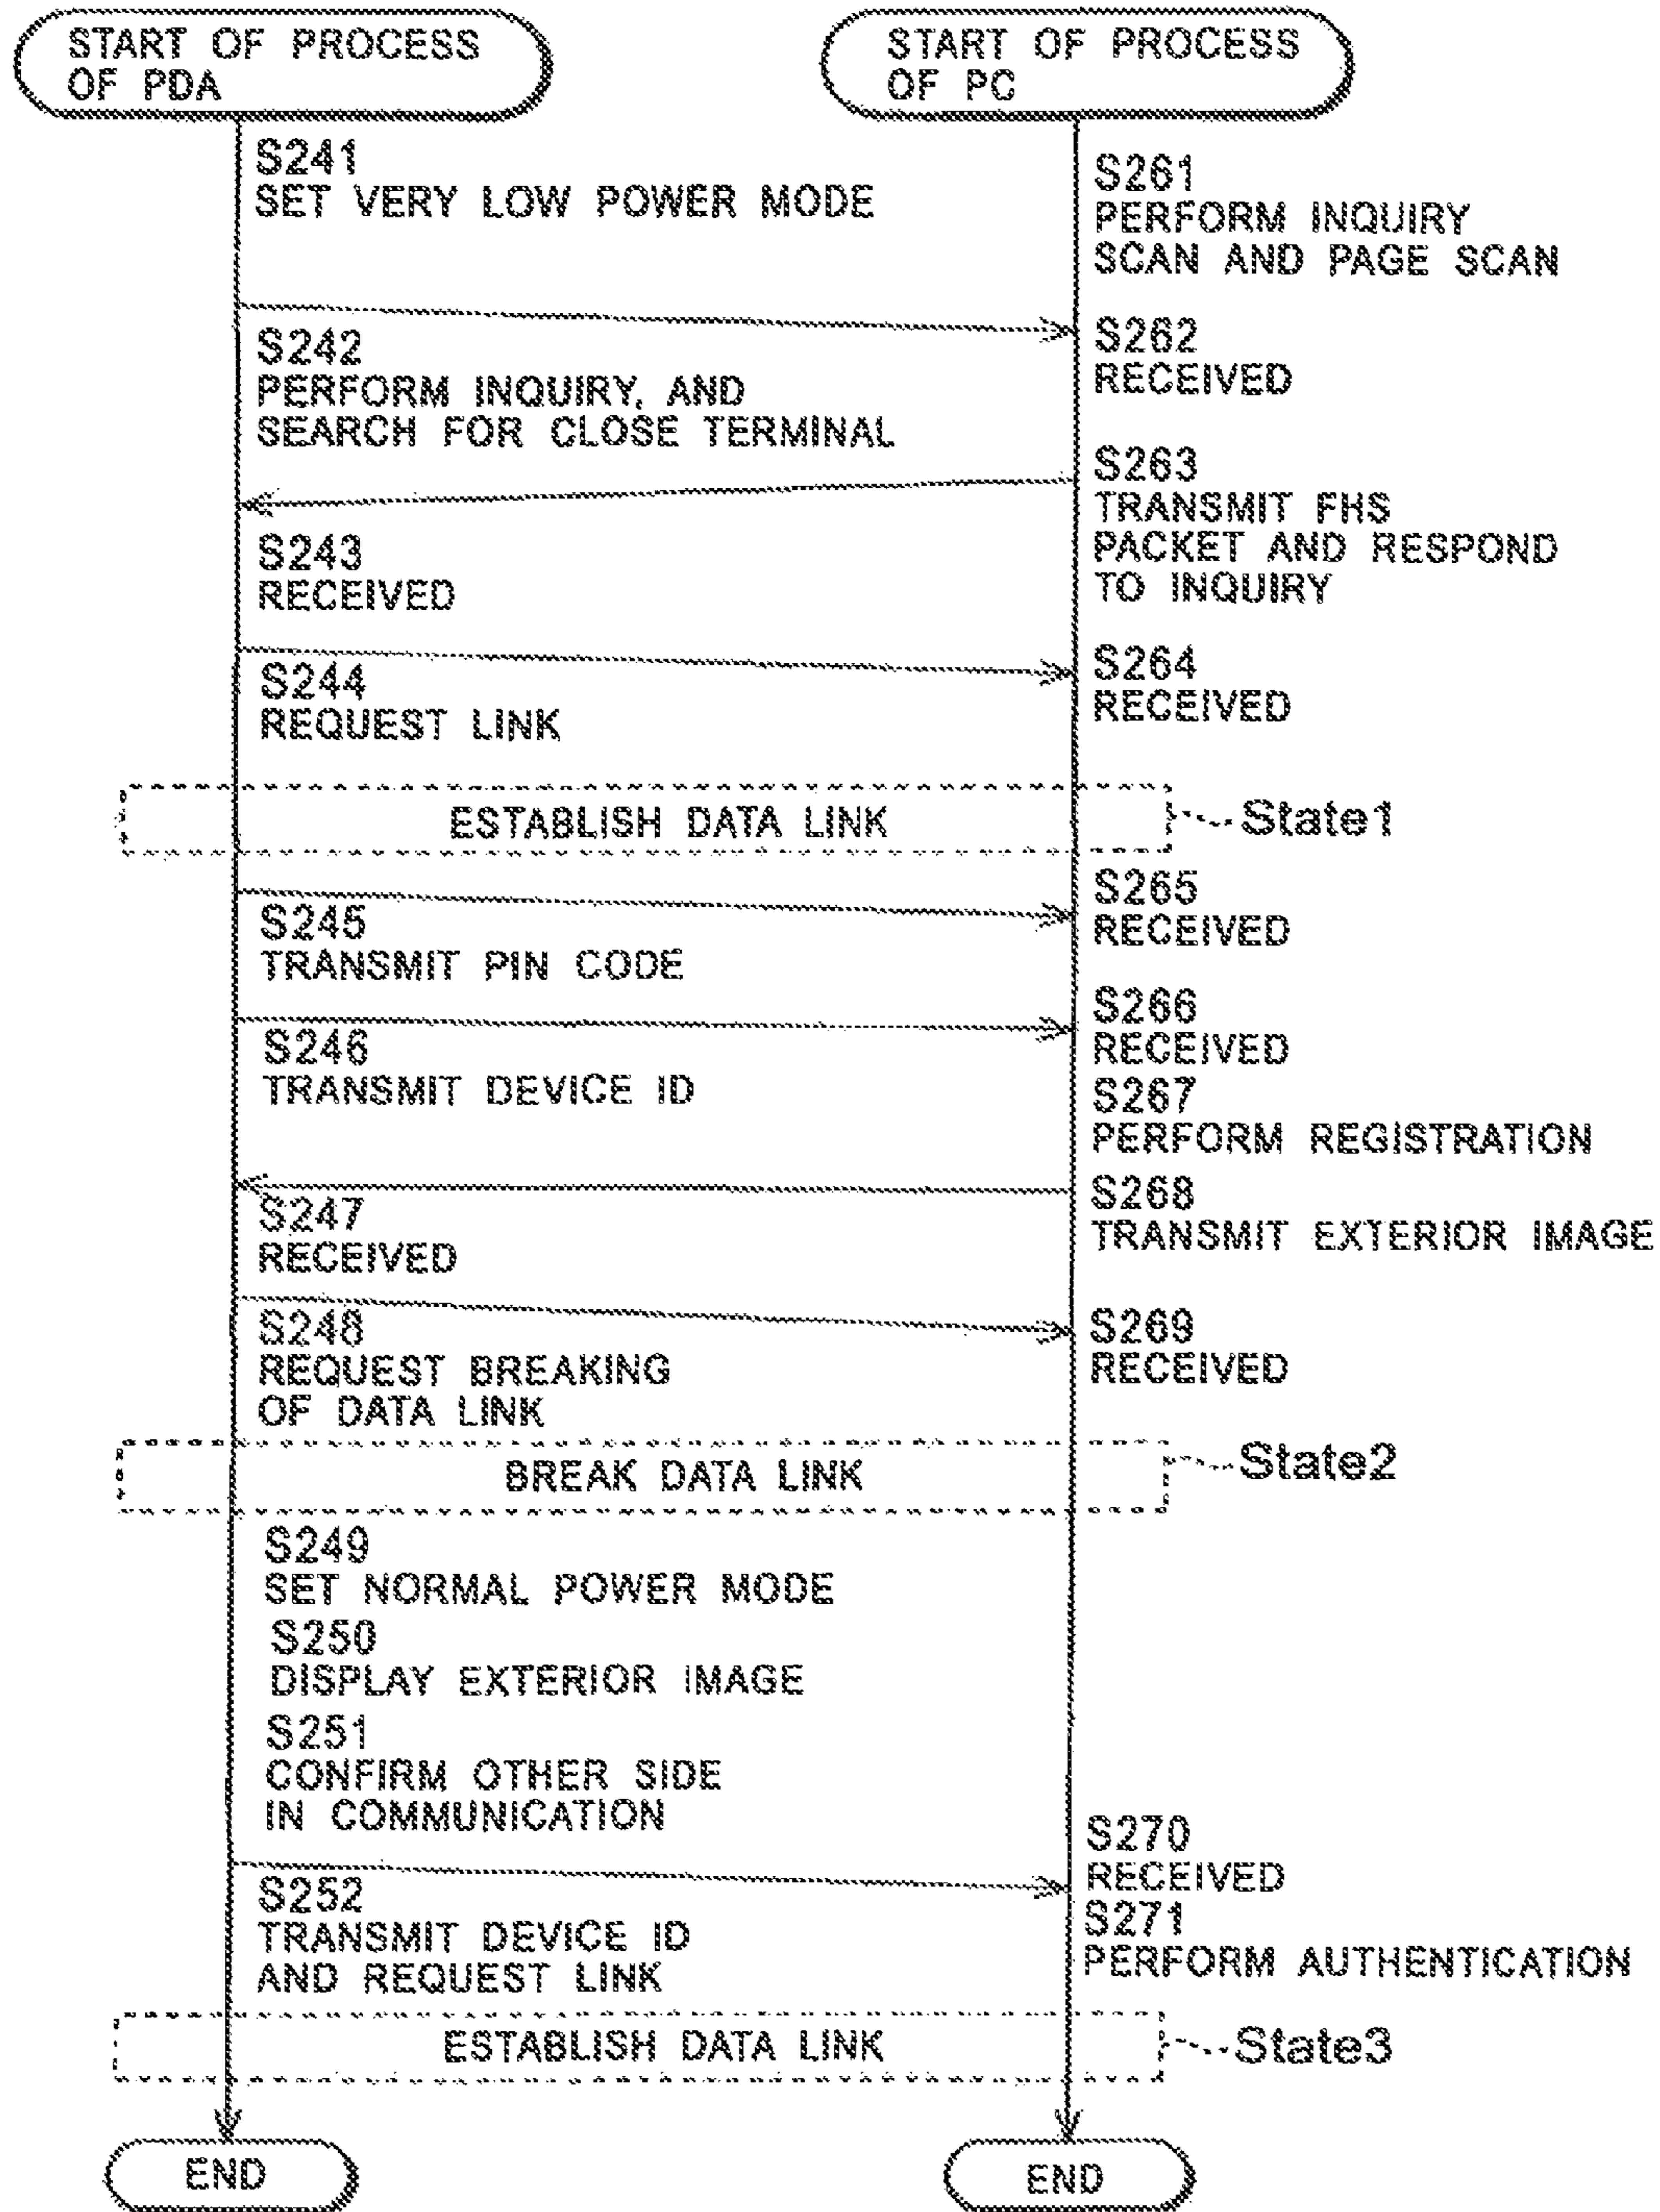 START OF PROCESS
OF PDA
START OF PROCESS
OF PC
S241
SET VERY LOW POWER MODE
S261
PERFORM INQUIRY
SCAN AND PAGE SCAN
S242
PERFORM INQUIRY, AND
SEARCH FOR CLOSE TERMINAL
S262
RECEIVED
S263
TRANSMIT FHS
PACKET AND RESPOND
TO INQUIRY
S243
RECEIVED
S244
REQUEST LINK
S264
RECEIVED
ESTABLISH DATA LINK
State1
S245
TRANSMIT PIN CODE
S265
RECEIVED
S246
TRANSMIT DEVICE ID
S266
RECEIVED
S267
PERFORM REGISTRATION
S268
TRANSMIT EXTERIOR IMAGE
S247
RECEIVED
S248
REQUEST BREAKING
OF DATA LINK
S269
RECEIVED
BREAK DATA LINK
State2
S249
SET NORMAL POWER MODE
S250
DISPLAY EXTERIOR IMAGE
S251
CONFIRM OTHER SIDE
IN COMMUNICATION
S252
TRANSMIT DEVICE ID
AND REQUEST LINK
S270
RECEIVED
S271
PERFORM AUTHENTICATION
ESTABLISH DATA LINK
State3
END
END